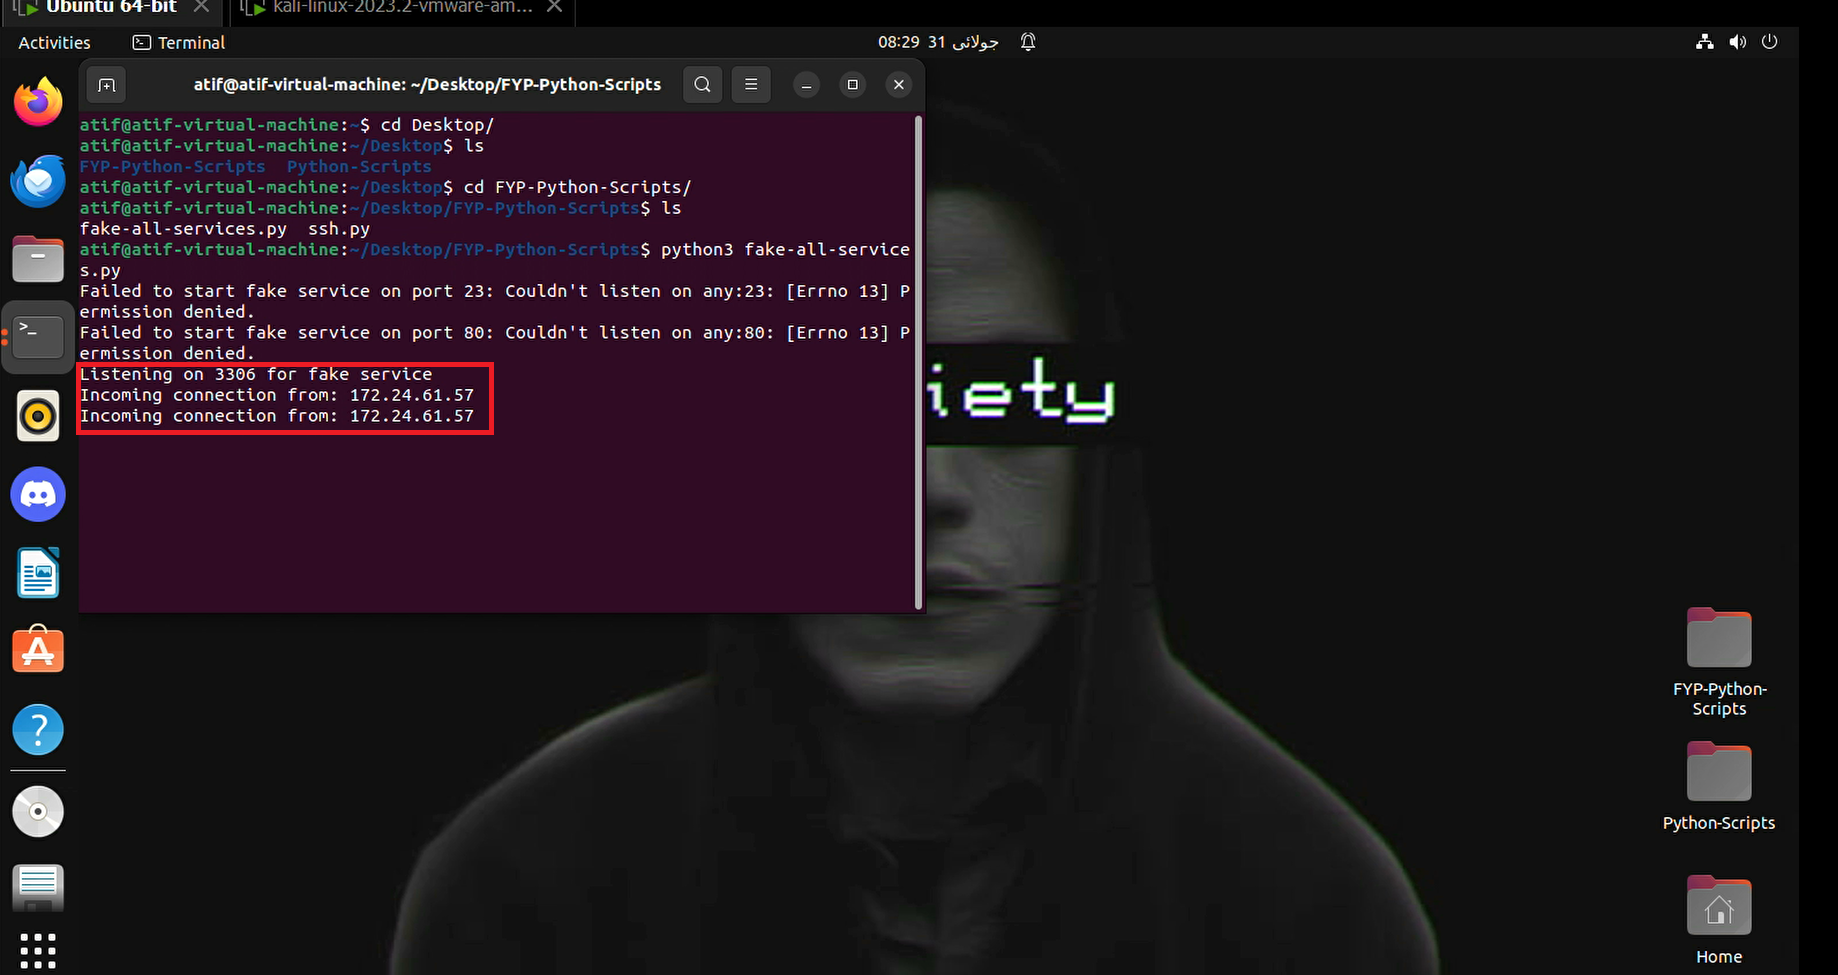 Ubuntu 64-bit
kali-linux-2023.2-vmware-am...
Activities
Terminal
08:29 31 جولائی
atif@atif-virtual-machine: ~/Desktop/FYP-Python-Scripts
atif@atif-virtual-machine:~$ cd Desktop/
atif@atif-virtual-machine:~/Desktop$ ls
FYP-Python-Scripts  Python-Scripts
atif@atif-virtual-machine:~/Desktop$ cd FYP-Python-Scripts/
atif@atif-virtual-machine:~/Desktop/FYP-Python-Scripts$ ls
fake-all-services.py  ssh.py
atif@atif-virtual-machine:~/Desktop/FYP-Python-Scripts$ python3 fake-all-service
s.py
Failed to start fake service on port 23: Couldn't listen on any:23: [Errno 13] P
ermission denied.
Failed to start fake service on port 80: Couldn't listen on any:80: [Errno 13] P
ermission denied.
Listening on 3306 for fake service
Incoming connection from: 172.24.61.57
Incoming connection from: 172.24.61.57
iety
FYP-Python-
Scripts
Python-Scripts
Home